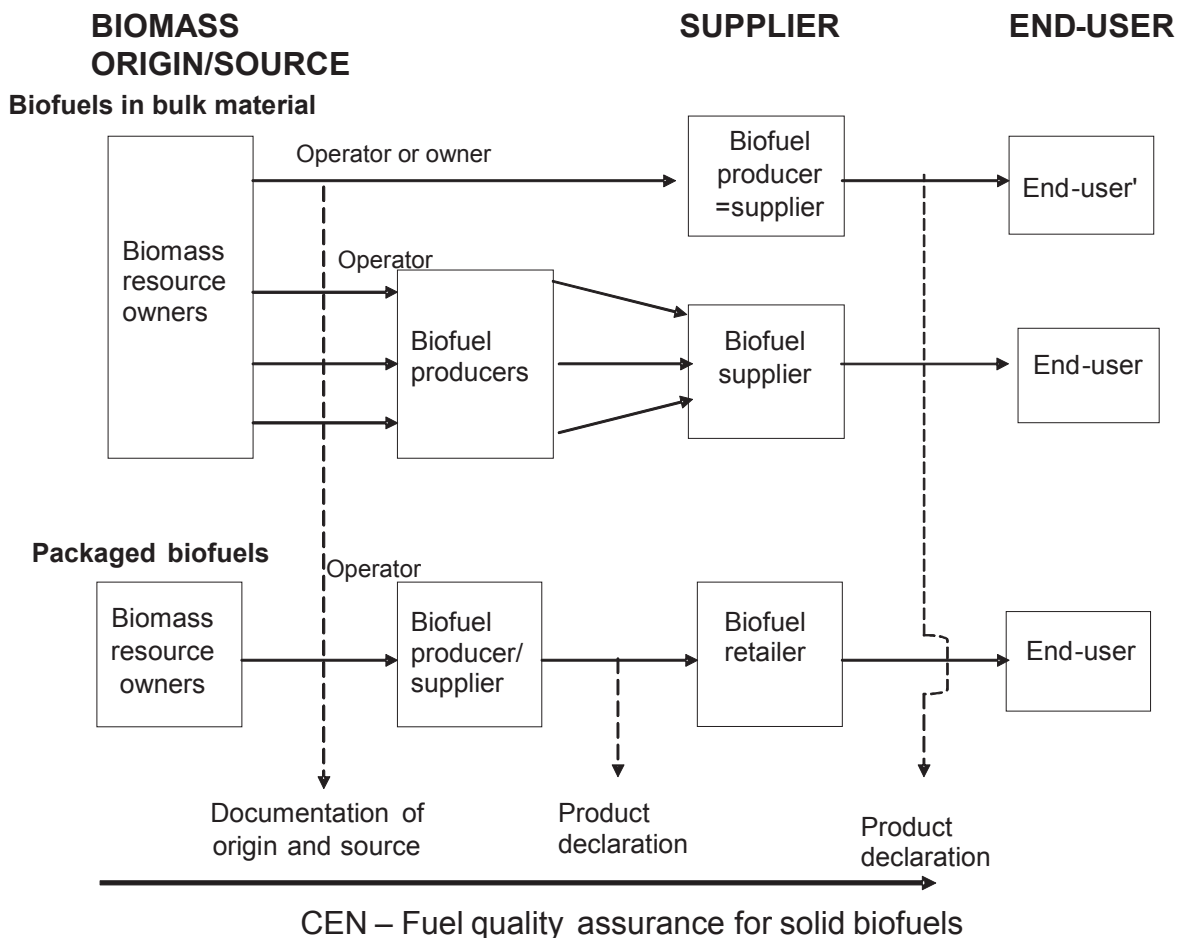 BIOMASS
ORIGIN/SOURCE
SUPPLIER
END-USER
Biofuels in bulk material
Operator or owner
Biomass
resource
owners
Operator
Biofuel
producers
Biofuel
producer
=supplier
Biofuel
supplier
End-user'
End-user
Packaged biofuels
Operator
Biomass
resource
owners
Biofuel
producer/
supplier
Biofuel
retailer
End-user
Documentation of
origin and source
Product
declaration
Product
declaration
CEN – Fuel quality assurance for solid biofuels